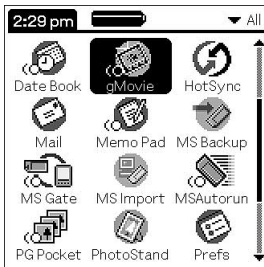 2:29 pm All
Date Book gMovie HotSync
Mail Memo Pad MS Backup
MS Gate MS Import MSAutorun
PG Pocket PhotoStand Prefs